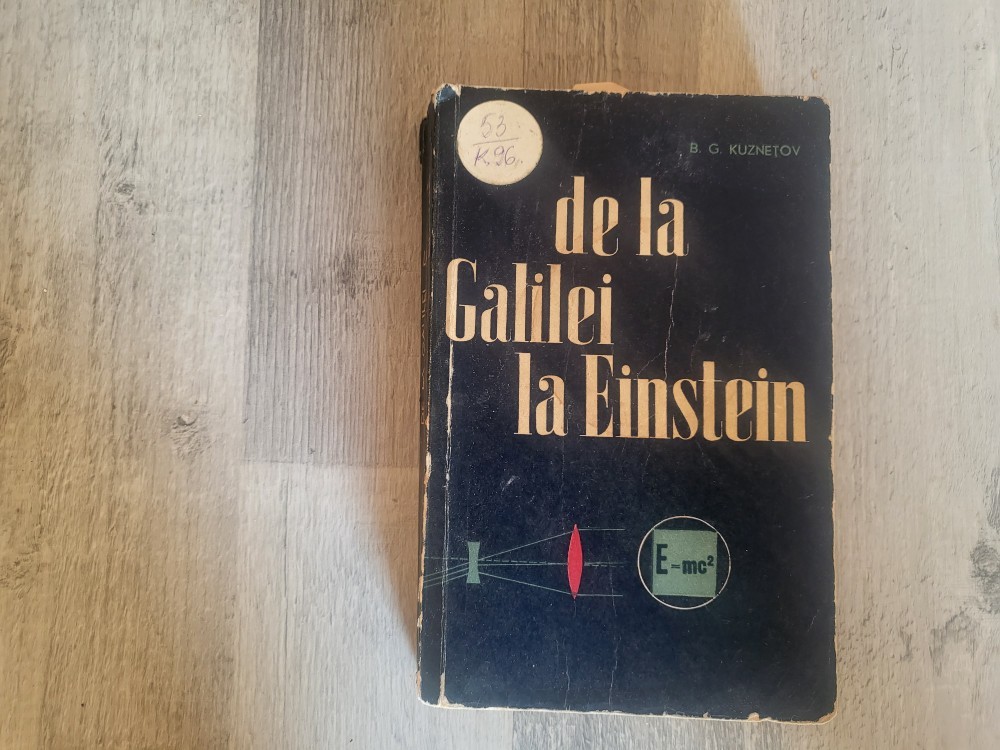 53
K.96.
B. G. KUZNEȚOV
de la
Galilei
la Einstein
E=mc²